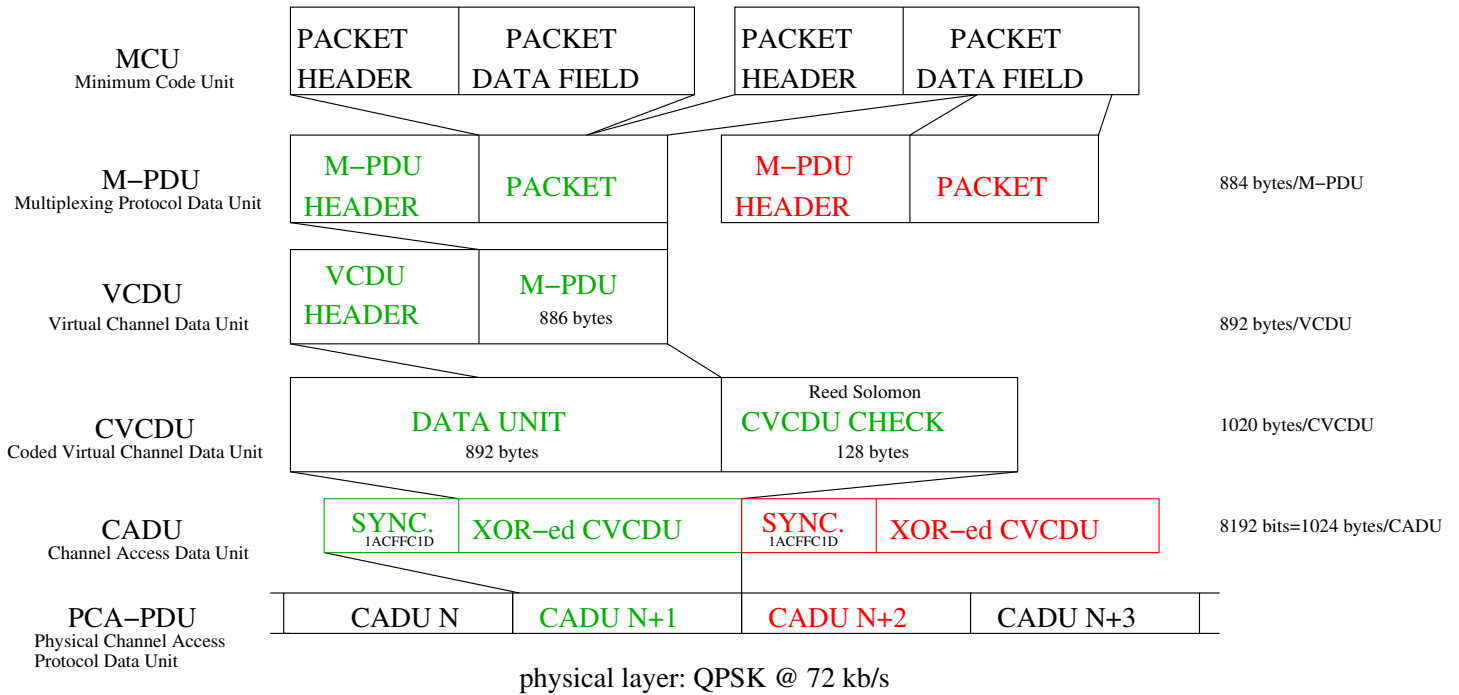 MCU
Minimum Code Unit
PACKET
HEADER
PACKET
DATA FIELD
PACKET
HEADER
PACKET
DATA FIELD
M−PDU
Multiplexing Protocol Data Unit
M−PDU
HEADER
PACKET
M−PDU
HEADER
PACKET
884 bytes/M−PDU
VCDU
Virtual Channel Data Unit
VCDU
HEADER
M−PDU
886 bytes
892 bytes/VCDU
CVCDU
Coded Virtual Channel Data Unit
DATA UNIT
892 bytes
Reed Solomon
CVCDU CHECK
128 bytes
1020 bytes/CVCDU
CADU
Channel Access Data Unit
SYNC.
1ACFFC1D
XOR−ed CVCDU
SYNC.
1ACFFC1D
XOR−ed CVCDU
8192 bits=1024 bytes/CADU
PCA−PDU
Physical Channel Access
Protocol Data Unit
CADU N
CADU N+1
CADU N+2
CADU N+3
physical layer: QPSK @ 72 kb/s